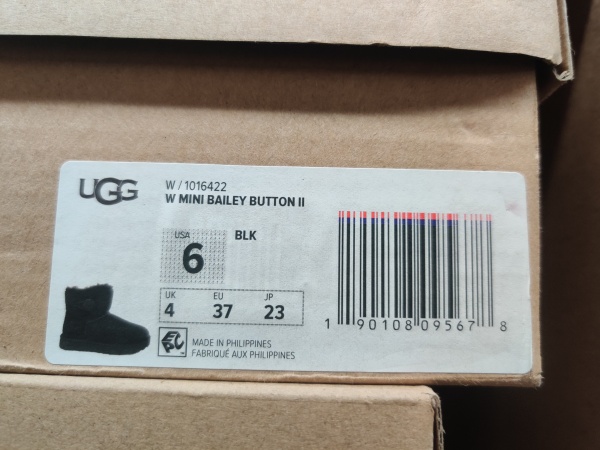 UGG
W / 1016422
W MINI BAILEY BUTTON II
USA
6
BLK
UK EU JP
4 37 23
MADE IN PHILIPPINES
FABRIQUÉ AUX PHILIPPINES
1 90108 09567 8